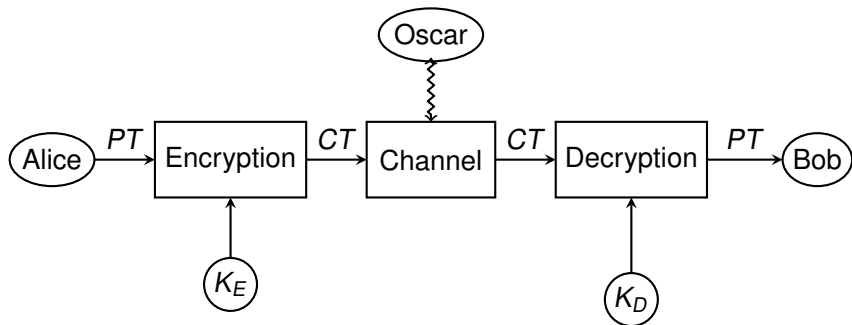 Oscar
Alice PT Encryption CT Channel CT Decryption PT Bob
K_E K_D